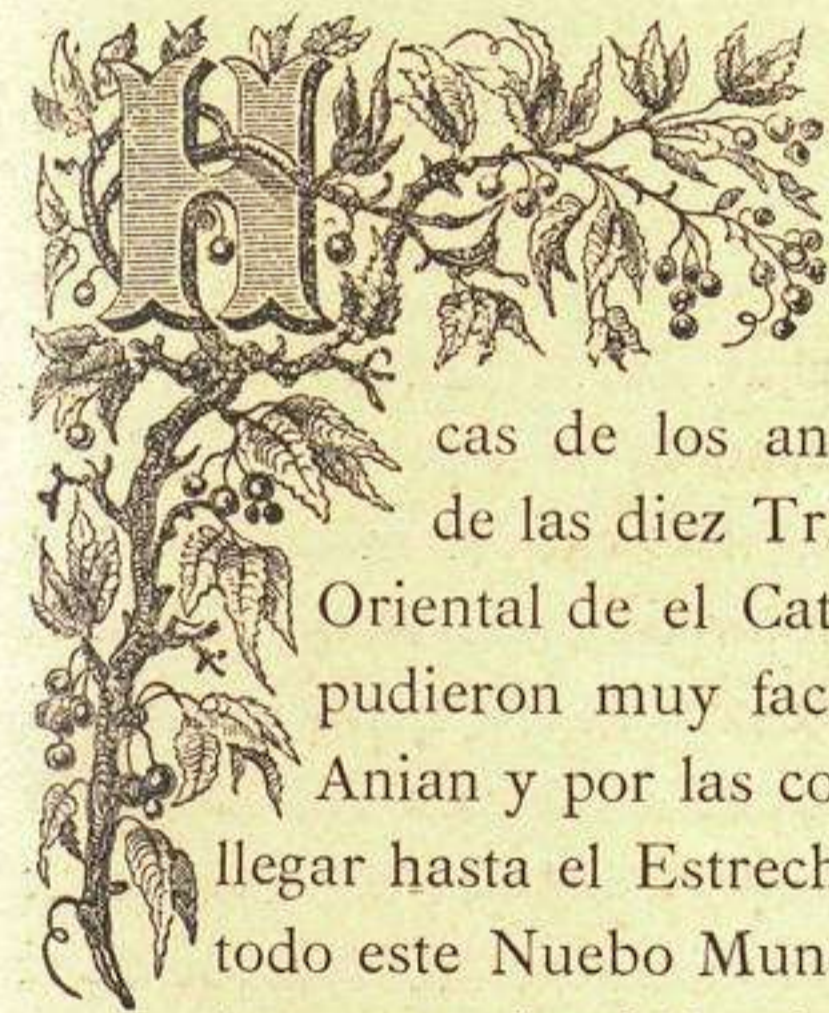 H
cas de los an
de las diez Tr
Oriental de el Cat
pudieron muy fac
Anian y por las co
llegar hasta el Estrech
todo este Nuebo Mun